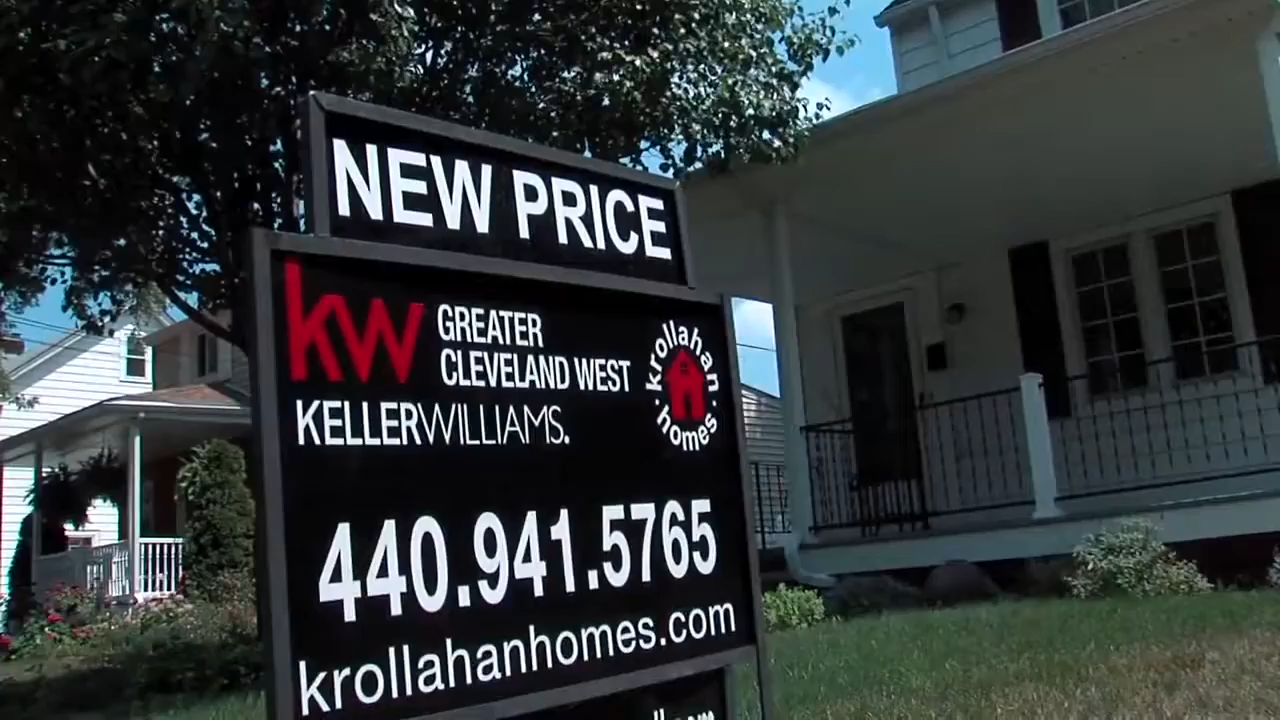 NEW PRICE
kw GREATER
CLEVELAND WEST
KELLERWILLIAMS.
krollahan
homes
440.941.5765
krollahanhomes.com